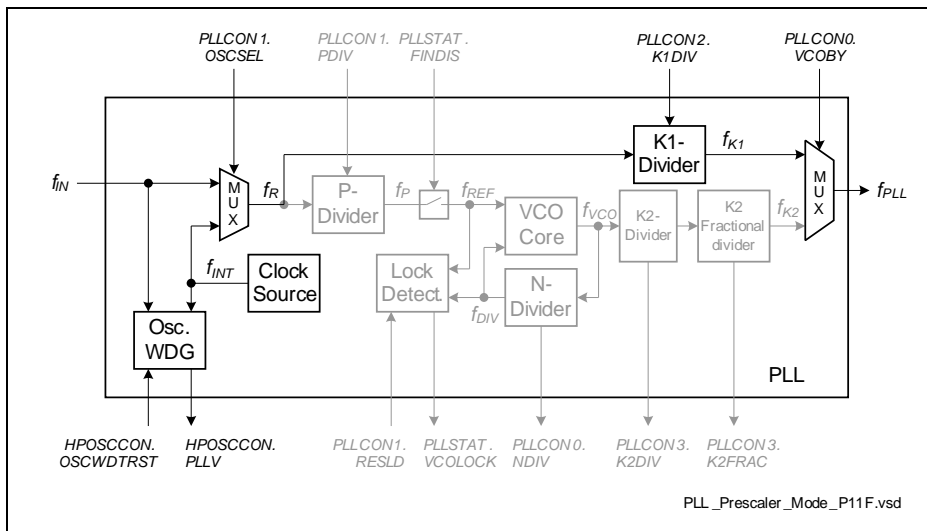 PLLCON1.
OSCSEL
PLLCON1.
PDIV
PLLSTAT.
FINDIS
PLLCON2.
K1DIV
PLLCON0.
VCOBY
fIN
MUX
fR
P-
Divider
fP
fREF
VCO
Core
fVCO
K2-
Divider
K2
Fractional
divider
fK2
K1-
Divider
fK1
MUX
fPLL
fINT
Clock
Source
Lock
Detect.
fDIV
N-
Divider
Osc.
WDG
PLL
HPOSCCON.
OSCWDTRST
HPOSCCON.
PLLV
PLLCON1.
RESLD
PLLSTAT.
VCOLOCK
PLLCON0.
NDIV
PLLCON3.
K2DIV
PLLCON3.
K2FRAC
PLL_Prescaler_Mode_P11F.vsd